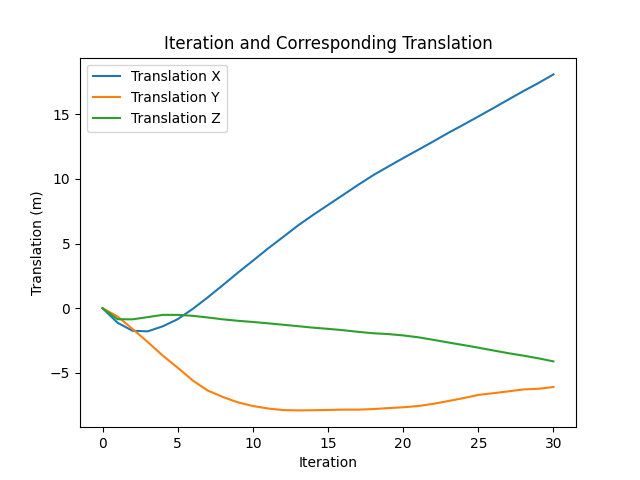 Iteration and Corresponding Translation
Translation X
Translation Y
Translation Z
Translation (m)
15
10
5
0
−5
0 5 10 15 20 25 30
Iteration